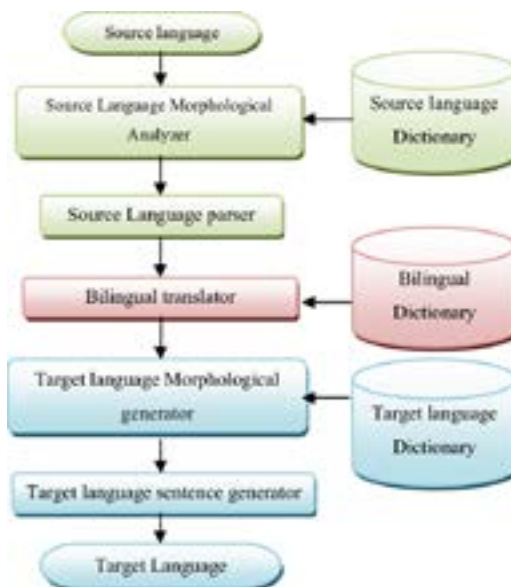 Source language
Source Language Morphological
Analyzer
Source language
Dictionary
Source Language parser
Bilingual translator
Bilingual
Dictionary
Target language Morphological
generator
Target language
Dictionary
Target language sentence generator
Target Language